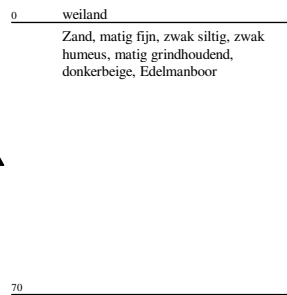 0 weiland
Zand, matig fijn, zwak siltig, zwak
humeus, matig grindhoudend,
donkerbeige, Edelmanboor
70